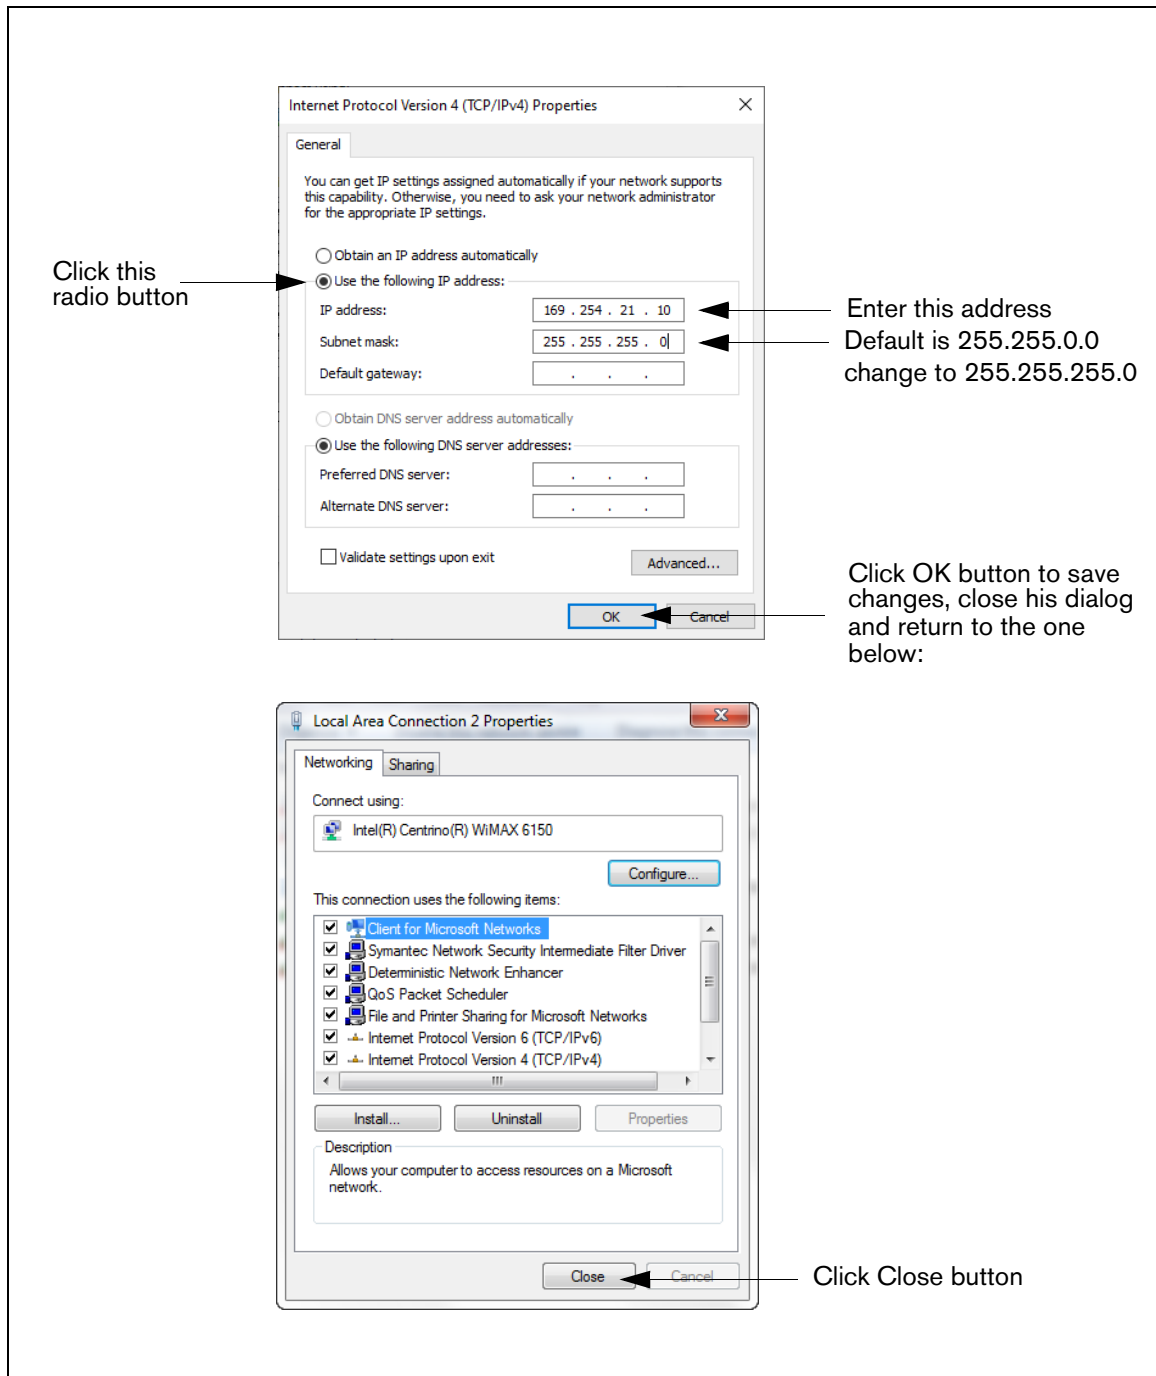 Internet Protocol Version 4 (TCP/IPv4) Properties
General
You can get IP settings assigned automatically if your network supports
this capability. Otherwise, you need to ask your network administrator
for the appropriate IP settings.
Obtain an IP address automatically
Click this
radio button
Use the following IP address:
IP address:
169 . 254 . 21 . 10
Enter this address
Subnet mask:
255 . 255 . 255 . 0
Default is 255.255.0.0
change to 255.255.255.0
Default gateway:
. . .
Obtain DNS server address automatically
Use the following DNS server addresses:
Preferred DNS server:
. . .
Alternate DNS server:
. . .
Validate settings upon exit
Advanced...
OK
Cancel
Click OK button to save
changes, close his dialog
and return to the one
below:
Local Area Connection 2 Properties
Networking
Sharing
Connect using:
Intel(R) Centrino(R) WiMAX 6150
Configure...
This connection uses the following items:
Client for Microsoft Networks
Symantec Network Security Intermediate Filter Driver
Deterministic Network Enhancer
QoS Packet Scheduler
File and Printer Sharing for Microsoft Networks
Internet Protocol Version 6 (TCP/IPv6)
Internet Protocol Version 4 (TCP/IPv4)
Install...
Uninstall
Properties
Description
Allows your computer to access resources on a Microsoft
network.
Close
Cancel
Click Close button